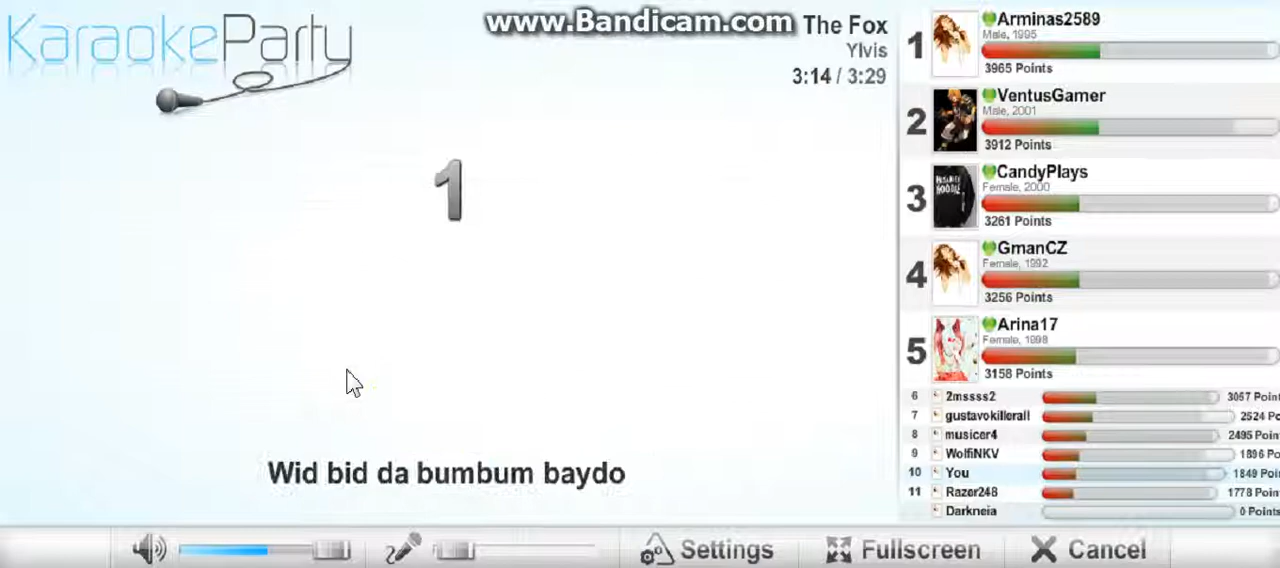 KaraokeParty
www.Bandicam.com
The Fox
Ylvis
3:14 / 3:29
1
Wid bid da bumbum baydo
1 Arminas2589
Male, 1995
3965 Points
2 VentusGamer
Male, 2001
3912 Points
3 CandyPlays
Female, 2000
3261 Points
4 GmanCZ
Female, 1992
3256 Points
5 Arina17
Female, 1998
3158 Points
6 2mssss2 3057 Poin
7 gustavokillerall 2524 Po
8 musicer4 2495 Poin
9 WolfiNKV 1896 Po
10 You 1849 Poin
11 Razer248 1778 Poin
Darkneia 0 Points
Settings Fullscreen Cancel